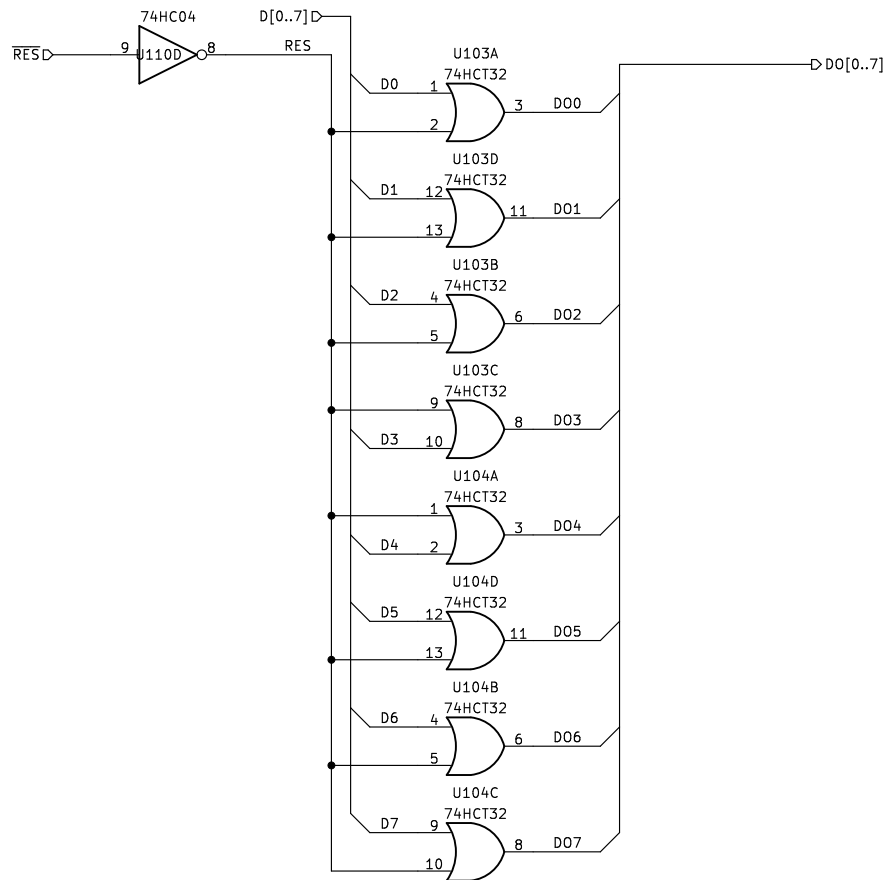 74HC04
D[0..7]
RES
9 U110D 8
RES
DO[0..7]
U103A
74HCT32
D0 1
2
3 DO0
U103D
74HCT32
D1 12
13
11 DO1
U103B
74HCT32
D2 4
5
6 DO2
U103C
74HCT32
9
D3 10
8 DO3
U104A
74HCT32
1
D4 2
3 DO4
U104D
74HCT32
D5 12
13
11 DO5
U104B
74HCT32
D6 4
5
6 DO6
U104C
74HCT32
D7 9
10
8 DO7